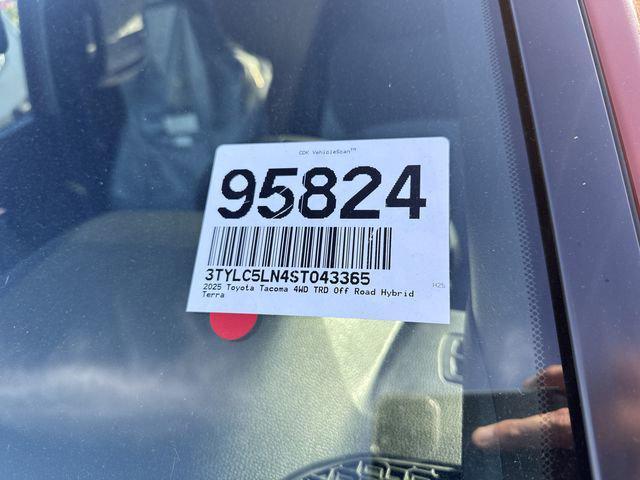 CDK VehicleScan™
95824
3TYLC5LN4ST043365
2025 Toyota Tacoma 4WD TRD Off Road Hybrid
Terra
H25